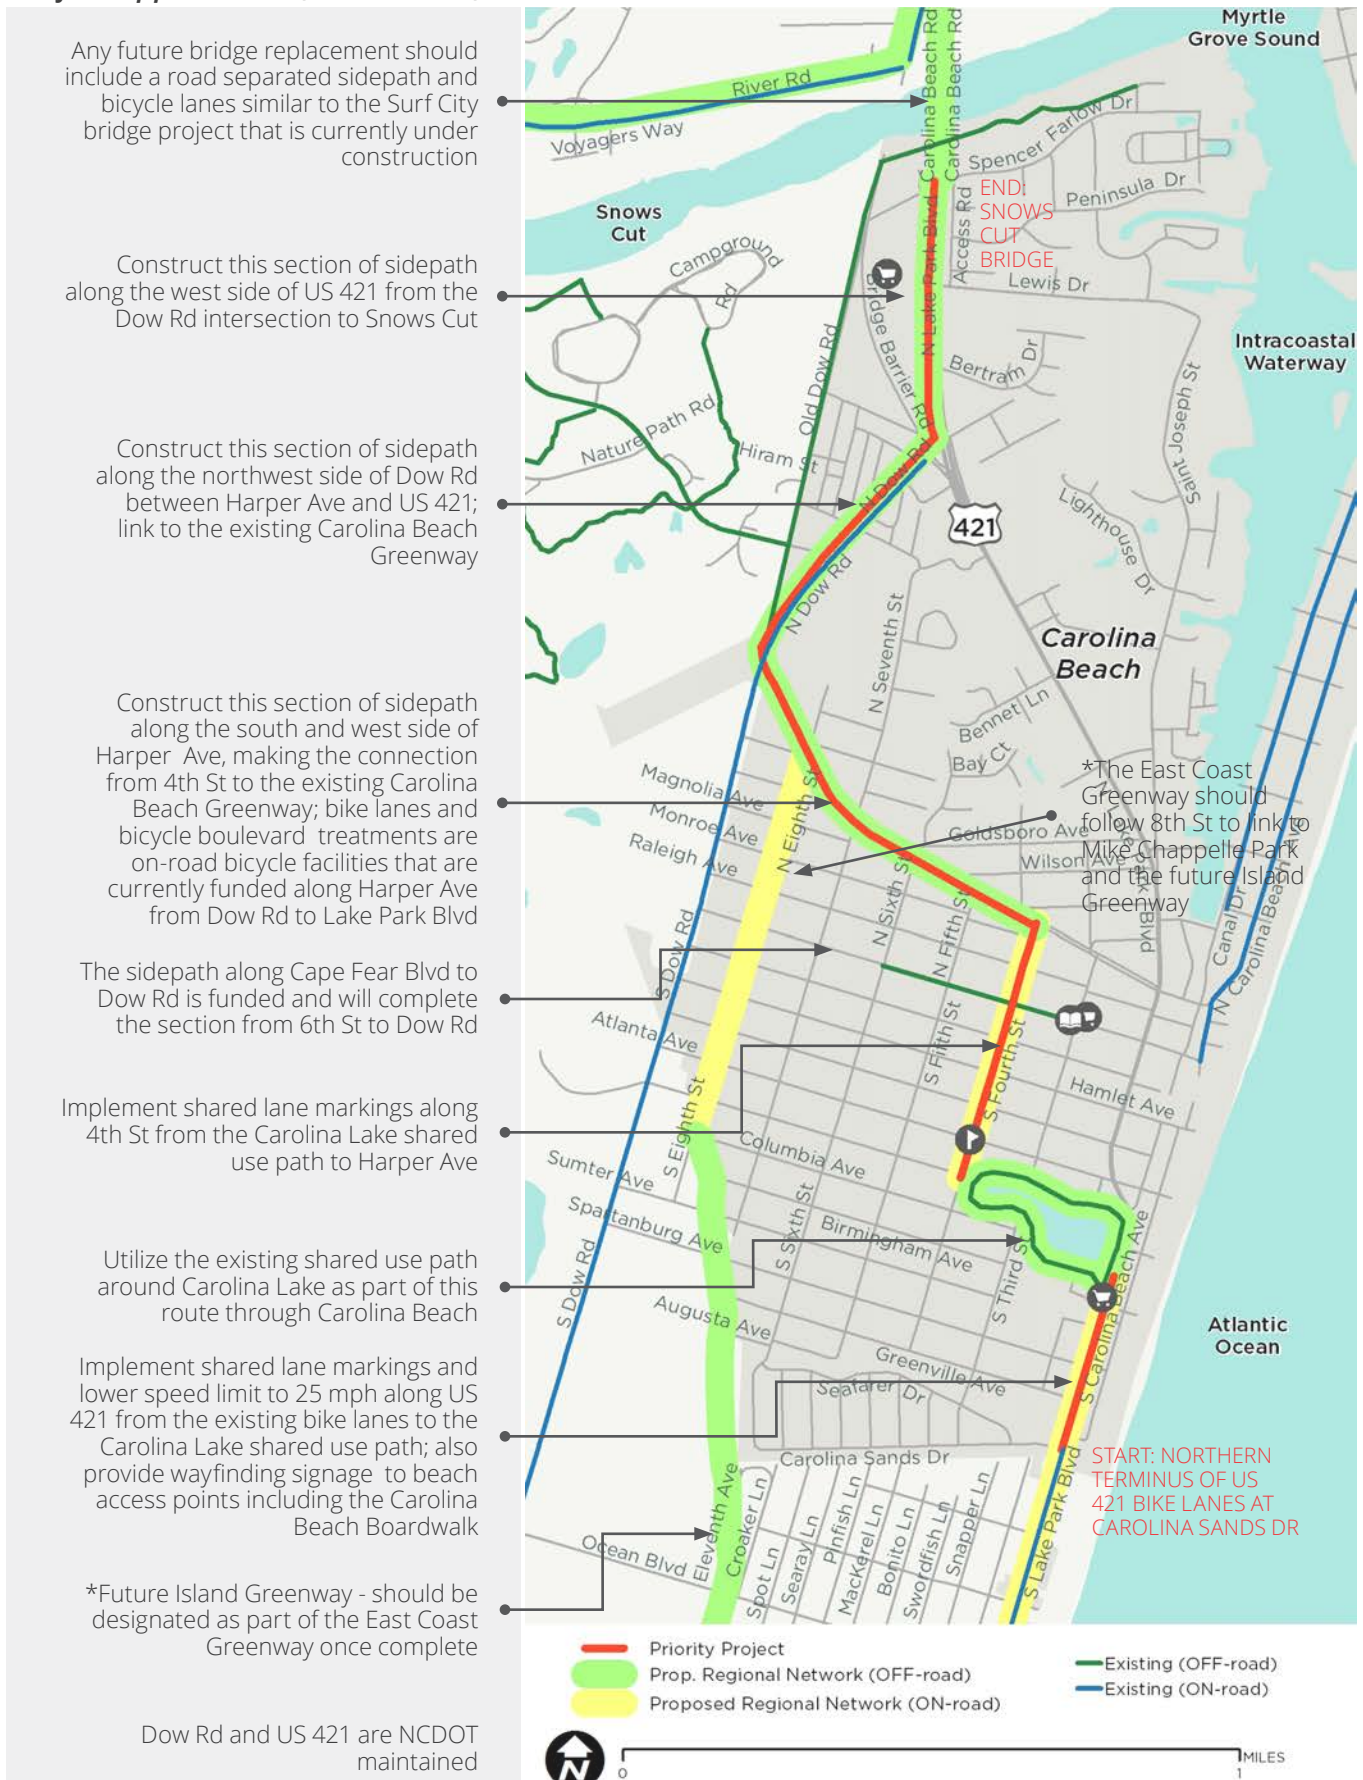 Any future bridge replacement should
include a road separated sidepath and
bicycle lanes similar to the Surf City
bridge project that is currently under
construction
Construct this section of sidepath
along the west side of US 421 from the
Dow Rd intersection to Snows Cut
Construct this section of sidepath
along the northwest side of Dow Rd
between Harper Ave and US 421;
link to the existing Carolina Beach
Greenway
Construct this section of sidepath
along the south and west side of
Harper Ave, making the connection
from 4th St to the existing Carolina
Beach Greenway; bike lanes and
bicycle boulevard treatments are
on-road bicycle facilities that are
currently funded along Harper Ave
from Dow Rd to Lake Park Blvd
The sidepath along Cape Fear Blvd to
Dow Rd is funded and will complete
the section from 6th St to Dow Rd
Implement shared lane markings along
4th St from the Carolina Lake shared
use path to Harper Ave
Utilize the existing shared use path
around Carolina Lake as part of this
route through Carolina Beach
Implement shared lane markings and
lower speed limit to 25 mph along US
421 from the existing bike lanes to the
Carolina Lake shared use path; also
provide wayfinding signage to beach
access points including the Carolina
Beach Boardwalk
*Future Island Greenway - should be
designated as part of the East Coast
Greenway once complete
Dow Rd and US 421 are NCDOT
maintained
Myrtle
Grove Sound
River Rd
Voyagers Way
Carolina Beach Rd
Carolina Beach Rd
Spencer Farlow Dr
Peninsula Dr
END:
SNOWS
CUT
BRIDGE
Snows
Cut
Campground
Rd
Access Rd
Lewis Dr
N Lake Park Blvd
Bridge Barrier Rd
Bertram Dr
Intracoastal
Waterway
Old Dow Rd
Nature Path Rd
Hiram St
N Dow Rd
421
Saint Joseph St
Lighthouse Dr
N Dow Rd
N Seventh St
Carolina
Beach
Bennet Ln
Bay Ct
*The East Coast
Greenway should
follow 8th St to link to
Mike Chappelle Park
and the future Island
Greenway
Magnolia Ave
Monroe Ave
Raleigh Ave
N Eighth St
Goldsboro Ave
Wilson Ave
N Sixth St
N Fifth St
Canal Dr
N Carolina Beach Ave
S Dow Rd
Atlanta Ave
S Fifth St
S Fourth St
Hamlet Ave
S Eighth St
Columbia Ave
Sumter Ave
Spartanburg Ave
S Sixth St
Birmingham Ave
S Third St
S Dow Rd
Augusta Ave
S Carolina Beach Ave
Greenville Ave
Seafarer Dr
Atlantic
Ocean
Carolina Sands Dr
START: NORTHERN
TERMINUS OF US
421 BIKE LANES AT
CAROLINA SANDS DR
Ocean Blvd
Eleventh Ave
Croaker Ln
Spot Ln
Searay Ln
Pinfish Ln
Mackerel Ln
Bonito Ln
Swordfish Ln
Snapper Ln
S Lake Park Blvd
Priority Project
Prop. Regional Network (OFF-road)
Proposed Regional Network (ON-road)
Existing (OFF-road)
Existing (ON-road)
N
0
1
MILES